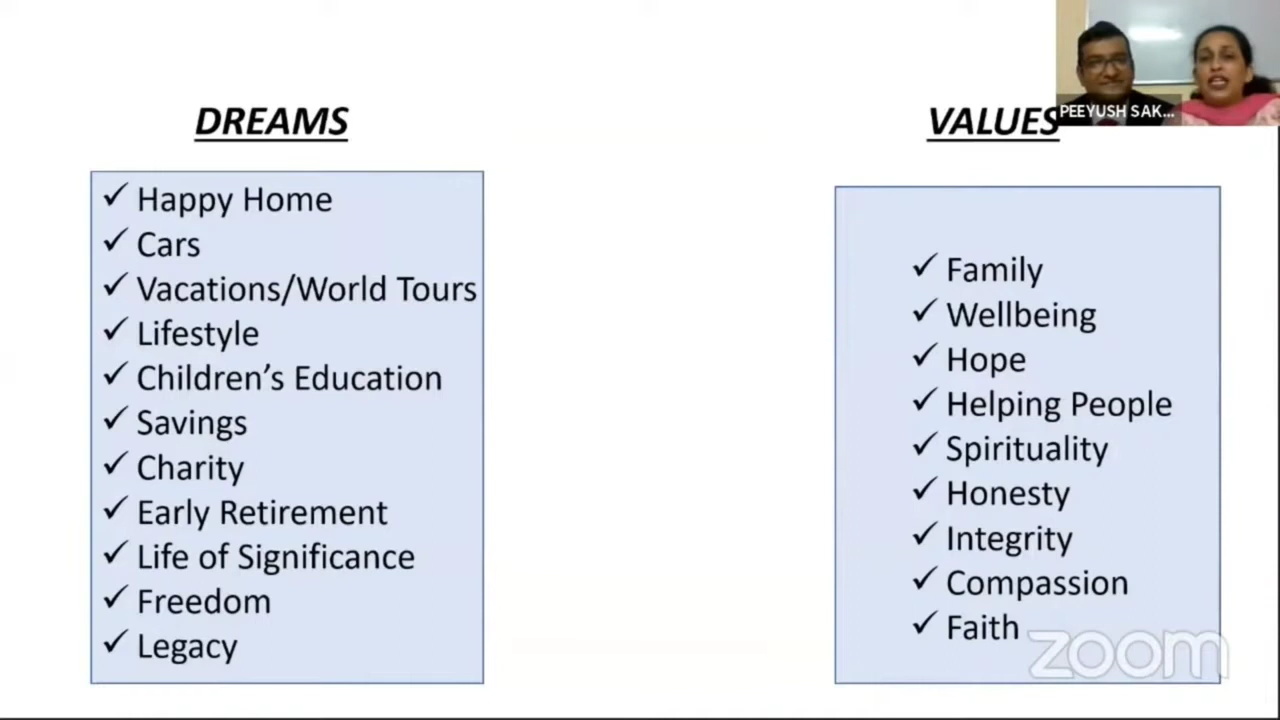 DREAMS
Happy Home
Cars
Vacations/World Tours
Lifestyle
Children’s Education
Savings
Charity
Early Retirement
Life of Significance
Freedom
Legacy
VALUES
Family
Wellbeing
Hope
Helping People
Spirituality
Honesty
Integrity
Compassion
Faith
PEEYUSH SAK...
zoom